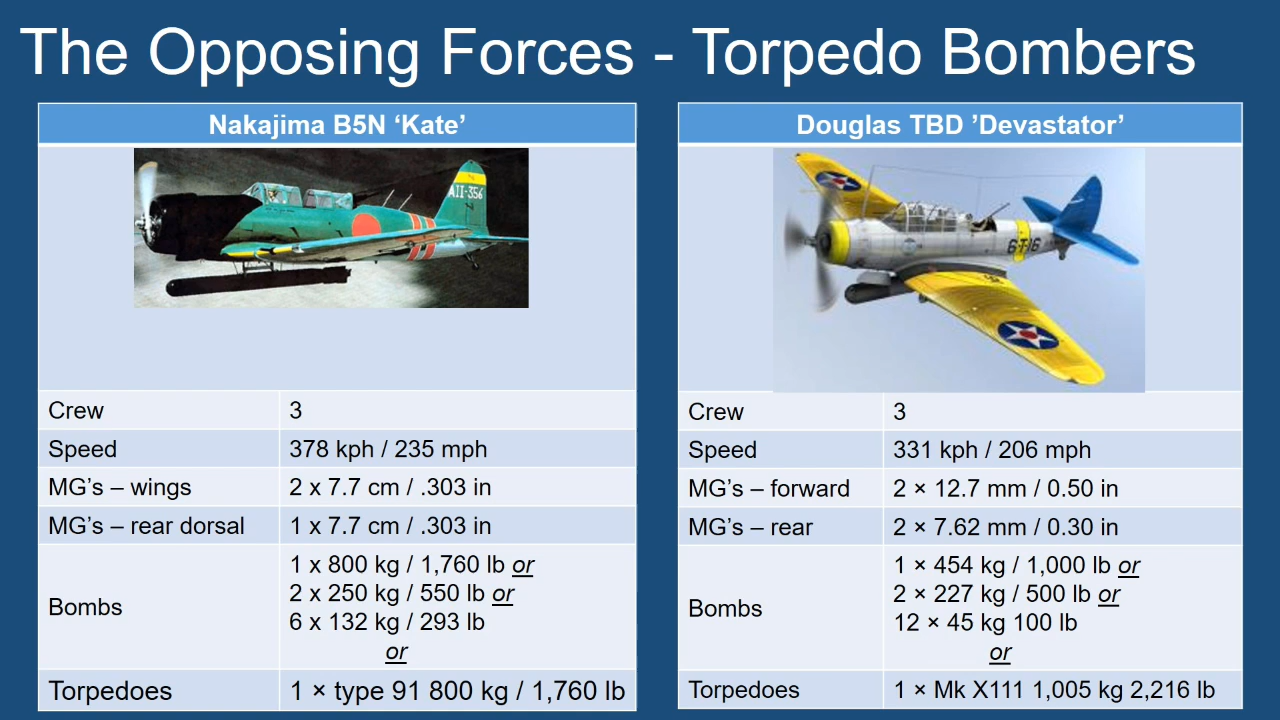 The Opposing Forces - Torpedo Bombers
Nakajima B5N ‘Kate’
AII-356
Crew 3
Speed 378 kph / 235 mph
MG’s – wings 2 x 7.7 cm / .303 in
MG’s – rear dorsal 1 x 7.7 cm / .303 in
Bombs
1 x 800 kg / 1,760 lb or
2 x 250 kg / 550 lb or
6 x 132 kg / 293 lb
or
Torpedoes 1 × type 91 800 kg / 1,760 lb
Douglas TBD ’Devastator’
6-T-16
Crew 3
Speed 331 kph / 206 mph
MG’s – forward 2 × 12.7 mm / 0.50 in
MG’s – rear 2 × 7.62 mm / 0.30 in
Bombs
1 × 454 kg / 1,000 lb or
2 × 227 kg / 500 lb or
12 × 45 kg 100 lb
or
Torpedoes 1 × Mk X111 1,005 kg 2,216 lb